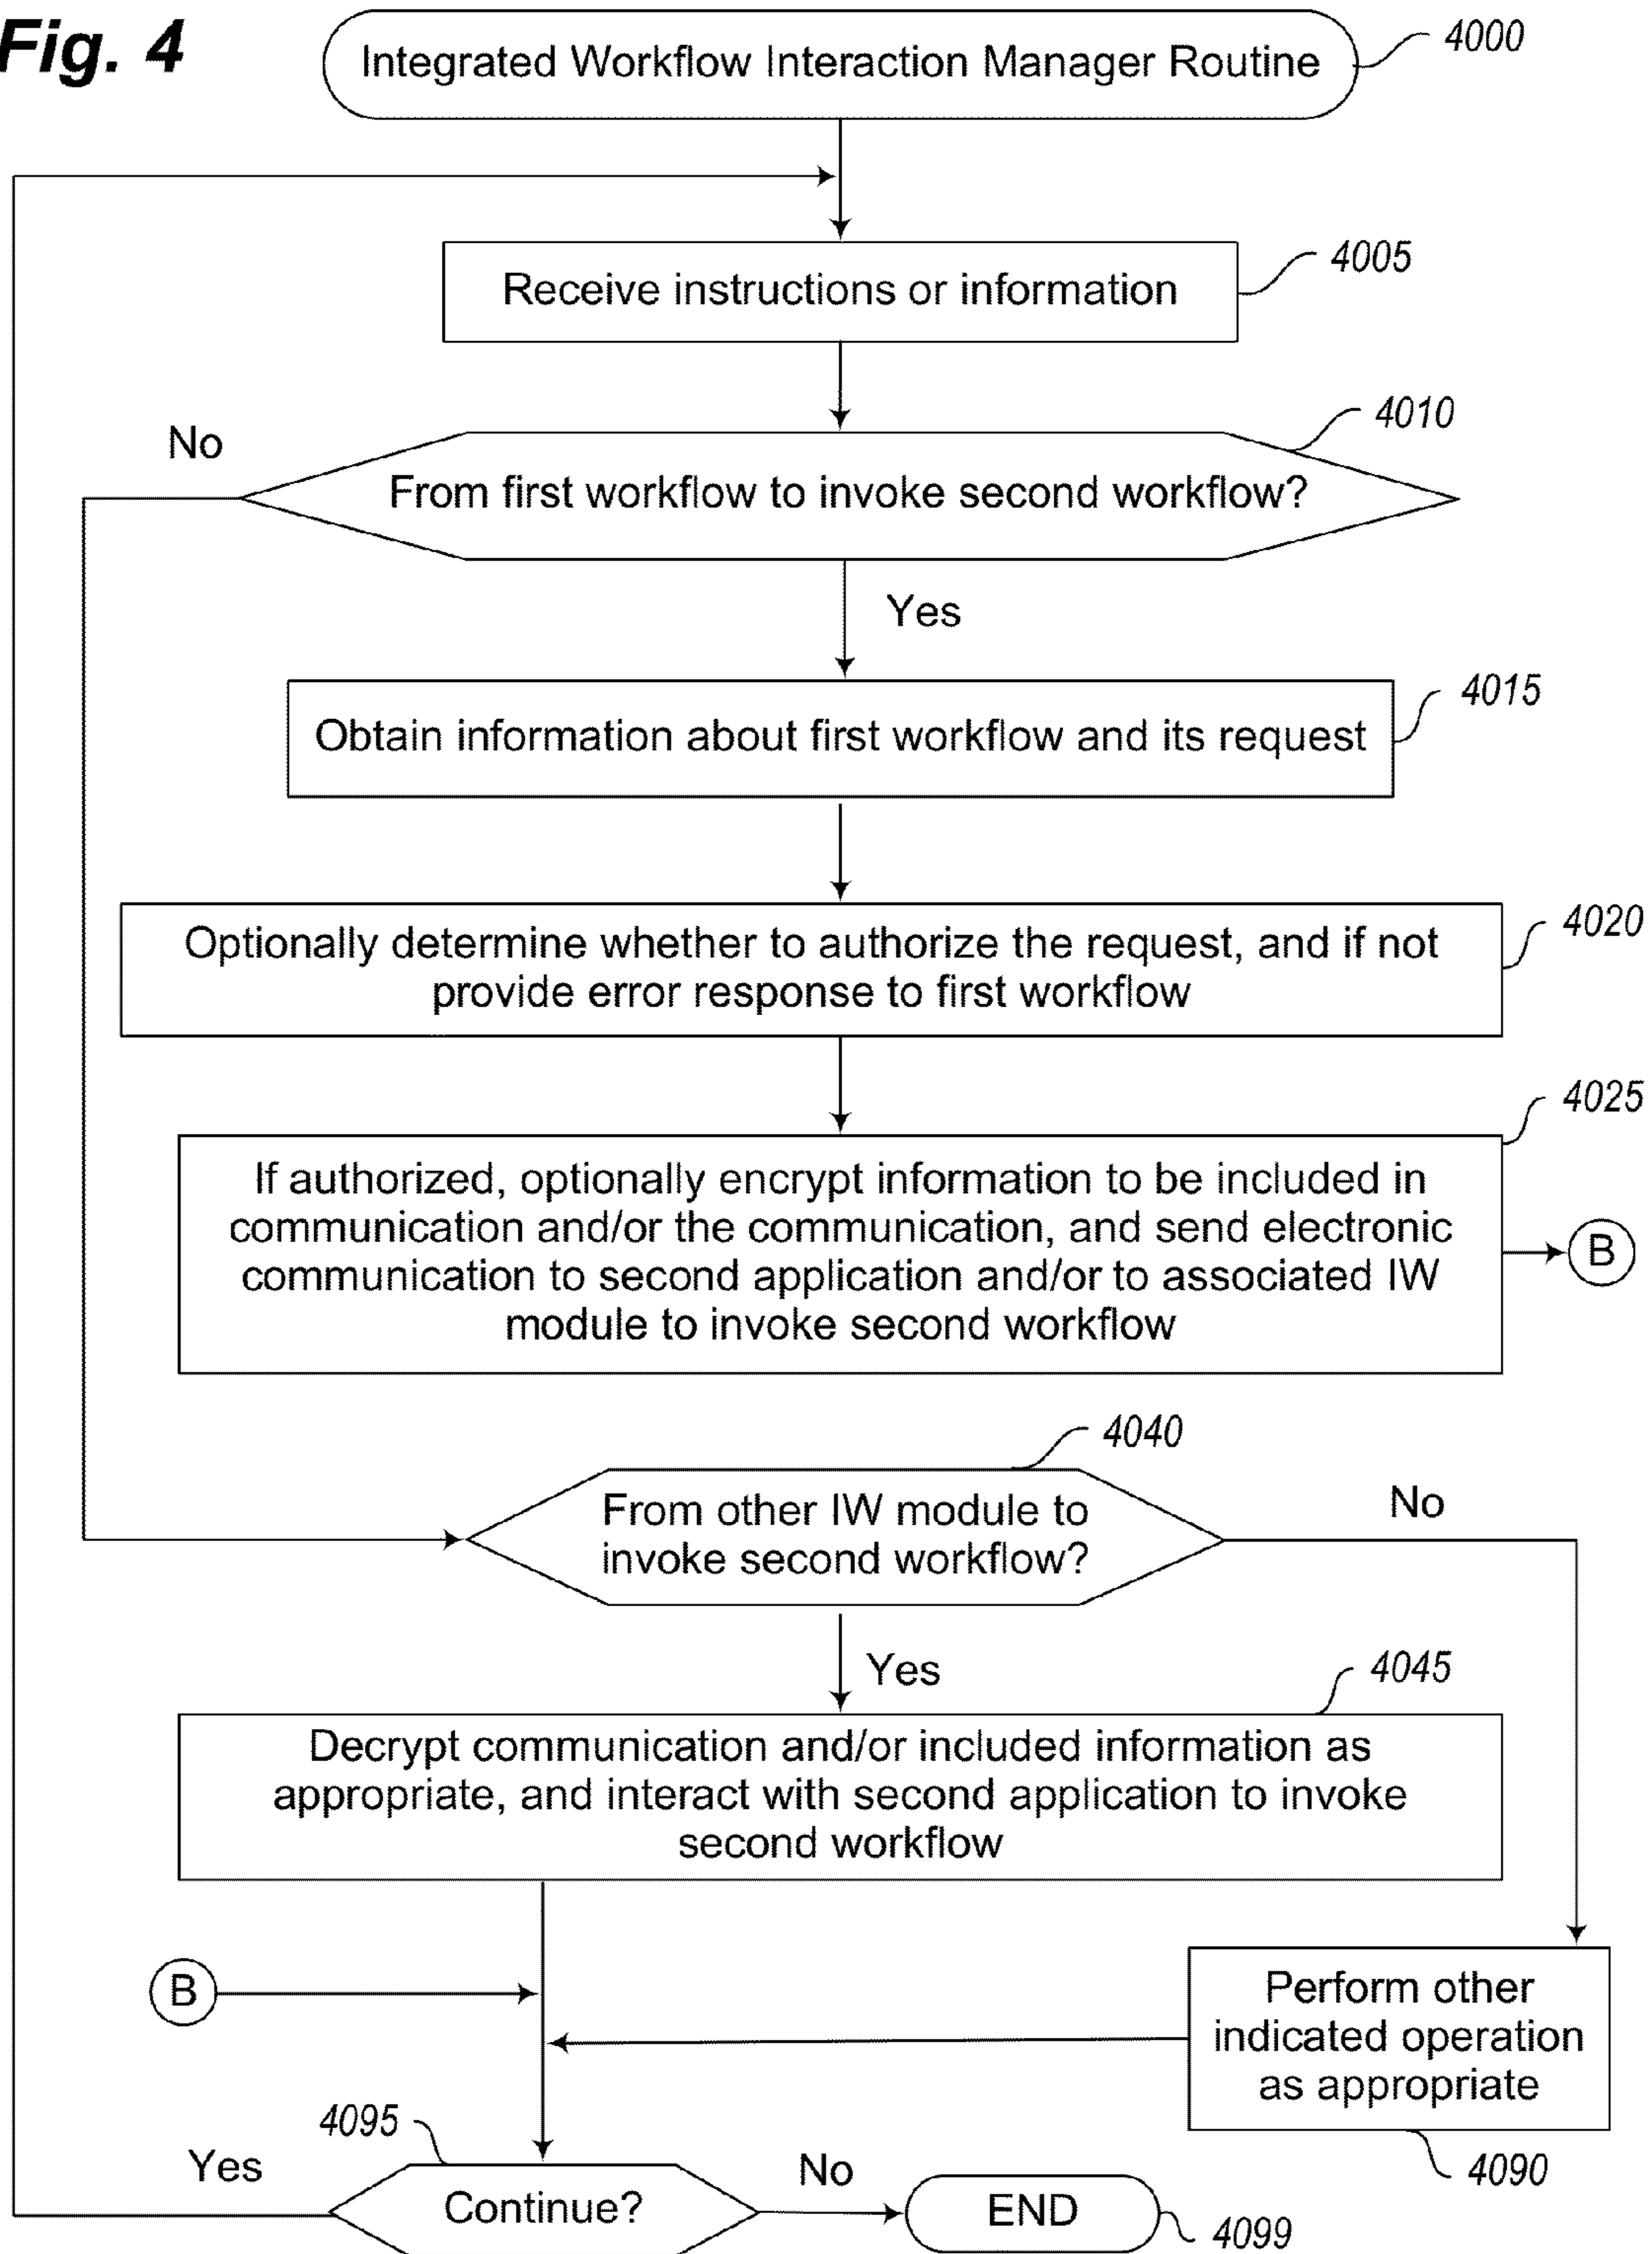 Fig. 4
Integrated Workflow Interaction Manager Routine
4000
Receive instructions or information
4005
4010
No
From first workflow to invoke second workflow?
Yes
4015
Obtain information about first workflow and its request
4020
Optionally determine whether to authorize the request, and if not
provide error response to first workflow
4025
If authorized, optionally encrypt information to be included in
communication and/or the communication, and send electronic
communication to second application and/or to associated IW
module to invoke second workflow
B
4040
From other IW module to
invoke second workflow?
No
Yes
4045
Decrypt communication and/or included information as
appropriate, and interact with second application to invoke
second workflow
B
Perform other
indicated operation
as appropriate
4090
4095
Yes
Continue?
No
END
4099